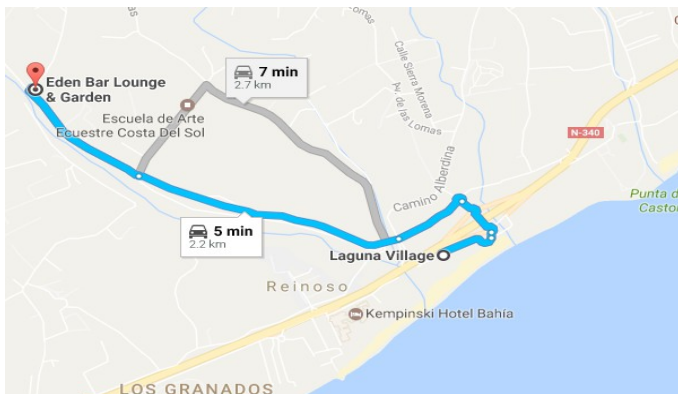 Eden Bar Lounge
& Garden
7 min
2.7 km
Escuela de Arte
Ecuestre Costa Del Sol
Calle Sierra Morena
Av. de las Lomas
Camino Alberdina
N-340
Punta d
Castor
5 min
2.2 km
Laguna Village
Reinoso
Kempinski Hotel Bahía
LOS GRANADOS